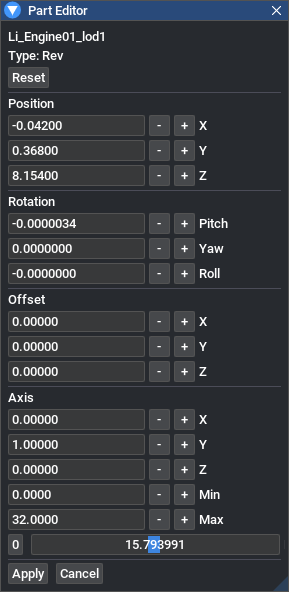 Part Editor
Li_Engine01_lod1
Type: Rev
Reset
Position
-0.04200 - + X
0.36800 - + Y
8.15400 - + Z
Rotation
-0.0000034 - + Pitch
0.0000000 - + Yaw
-0.0000000 - + Roll
Offset
0.00000 - + X
0.00000 - + Y
0.00000 - + Z
Axis
0.00000 - + X
1.00000 - + Y
0.00000 - + Z
0.0000 - + Min
32.0000 - + Max
0 15.793991
Apply Cancel